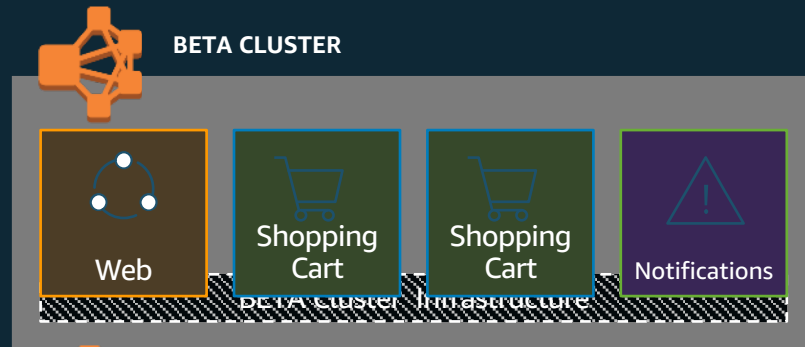 BETA CLUSTER
Web
Shopping
Cart
Shopping
Cart
Notifications
BETA Cluster Infrastructure